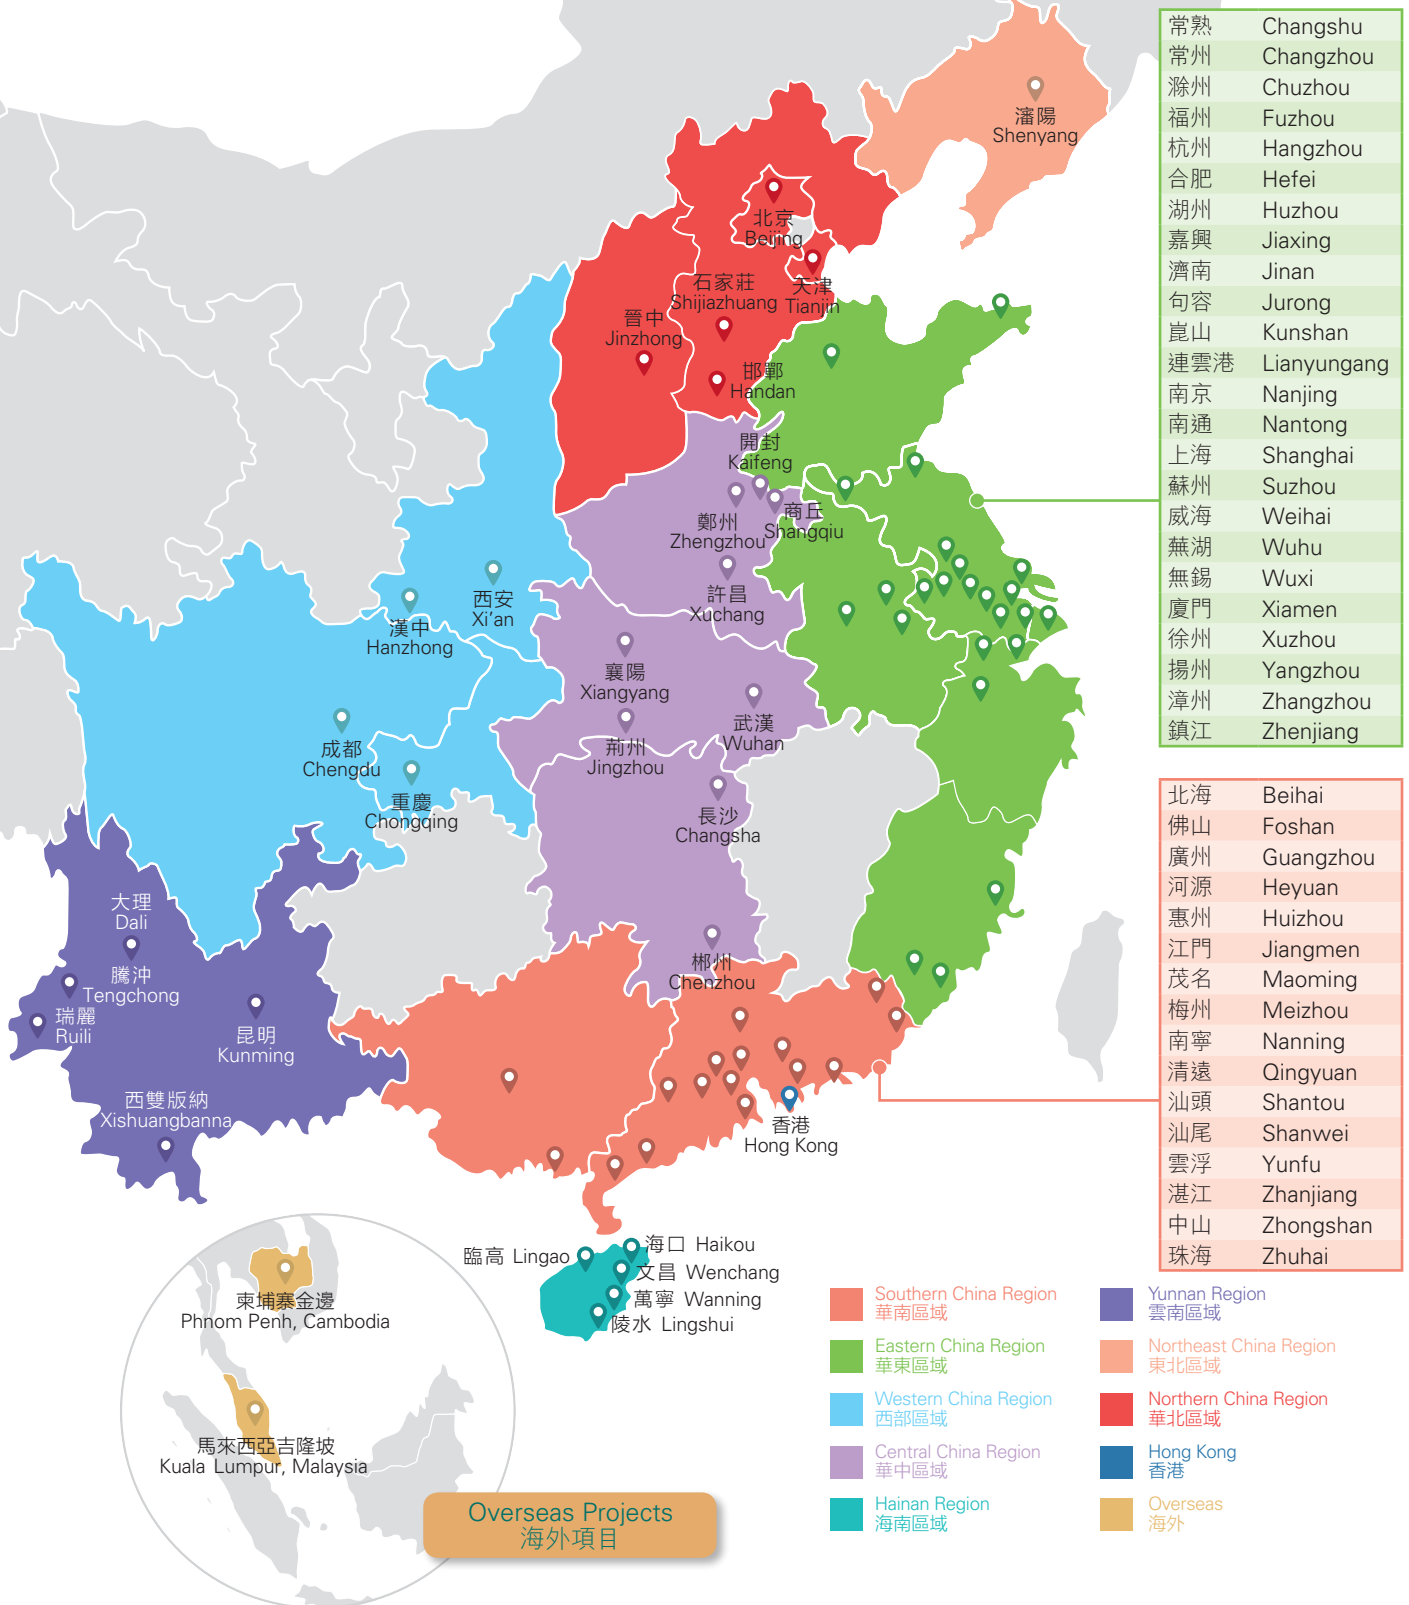 瀋陽
Shenyang
北京
Beijing
天津
Tianjin
石家莊
Shijiazhuang
晉中
Jinzhong
邯鄲
Handan
開封
Kaifeng
鄭州
Zhengzhou
商丘
Shangqiu
許昌
Xuchang
西安
Xi'an
漢中
Hanzhong
襄陽
Xiangyang
武漢
Wuhan
荊州
Jingzhou
成都
Chengdu
重慶
Chongqing
長沙
Changsha
郴州
Chenzhou
大理
Dali
騰沖
Tengchong
瑞麗
Ruili
昆明
Kunming
西雙版納
Xishuangbanna
香港
Hong Kong
臨高 Lingao
海口 Haikou
文昌 Wenchang
萬寧 Wanning
陵水 Lingshui
柬埔寨金邊
Phnom Penh, Cambodia
馬來西亞吉隆坡
Kuala Lumpur, Malaysia
Overseas Projects
海外項目
常熟 Changshu
常州 Changzhou
滁州 Chuzhou
福州 Fuzhou
杭州 Hangzhou
合肥 Hefei
湖州 Huzhou
嘉興 Jiaxing
濟南 Jinan
句容 Jurong
崑山 Kunshan
連雲港 Lianyungang
南京 Nanjing
南通 Nantong
上海 Shanghai
蘇州 Suzhou
威海 Weihai
蕪湖 Wuhu
無錫 Wuxi
廈門 Xiamen
徐州 Xuzhou
揚州 Yangzhou
漳州 Zhangzhou
鎮江 Zhenjiang
北海 Beihai
佛山 Foshan
廣州 Guangzhou
河源 Heyuan
惠州 Huizhou
江門 Jiangmen
茂名 Maoming
梅州 Meizhou
南寧 Nanning
清遠 Qingyuan
汕頭 Shantou
汕尾 Shanwei
雲浮 Yunfu
湛江 Zhanjiang
中山 Zhongshan
珠海 Zhuhai
Southern China Region
華南區域
Eastern China Region
華東區域
Western China Region
西部區域
Central China Region
華中區域
Hainan Region
海南區域
Yunnan Region
雲南區域
Northeast China Region
東北區域
Northern China Region
華北區域
Hong Kong
香港
Overseas
海外